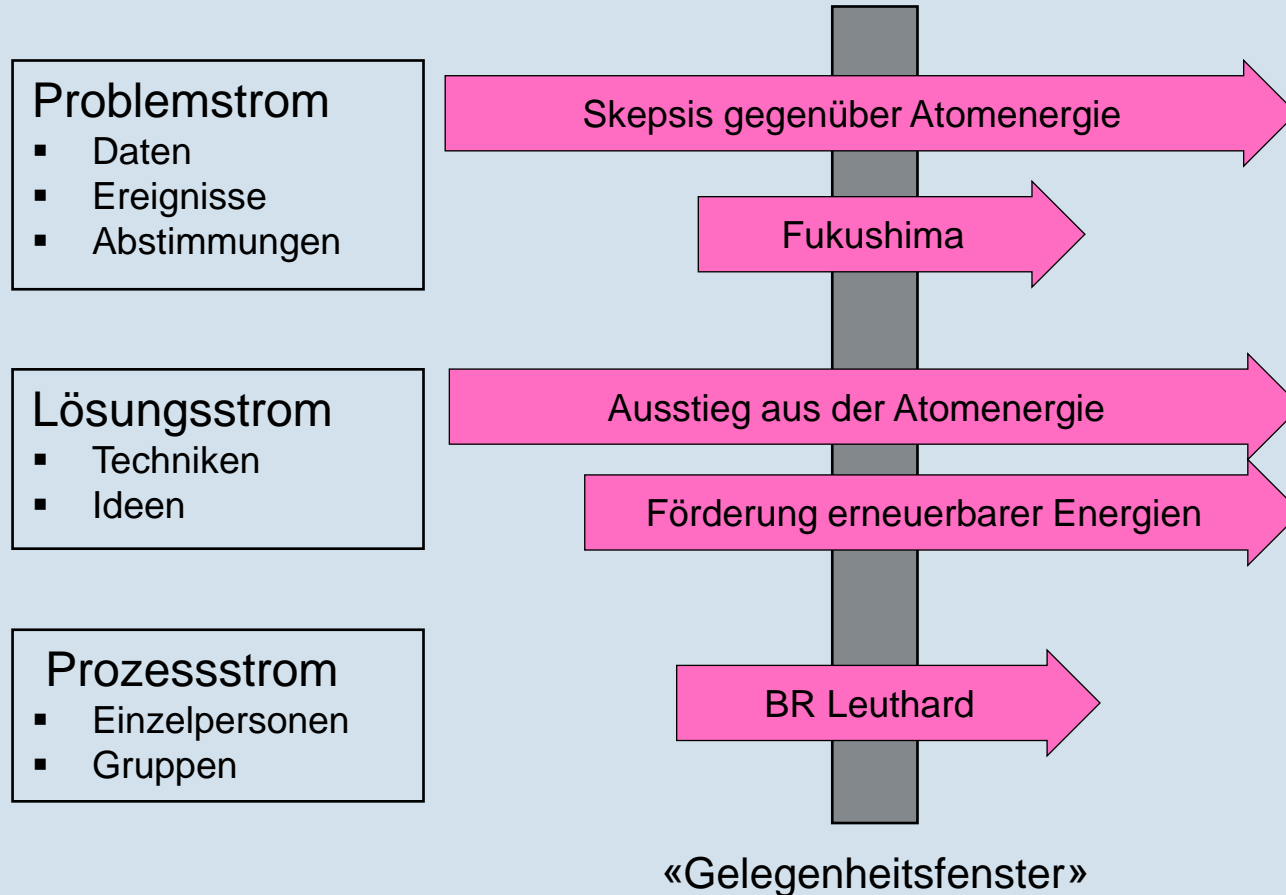 Problemstrom
▪ Daten
▪ Ereignisse
▪ Abstimmungen
Skepsis gegenüber Atomenergie
Fukushima
Lösungsstrom
▪ Techniken
▪ Ideen
Ausstieg aus der Atomenergie
Förderung erneuerbarer Energien
Prozessstrom
▪ Einzelpersonen
▪ Gruppen
BR Leuthard
«Gelegenheitsfenster»